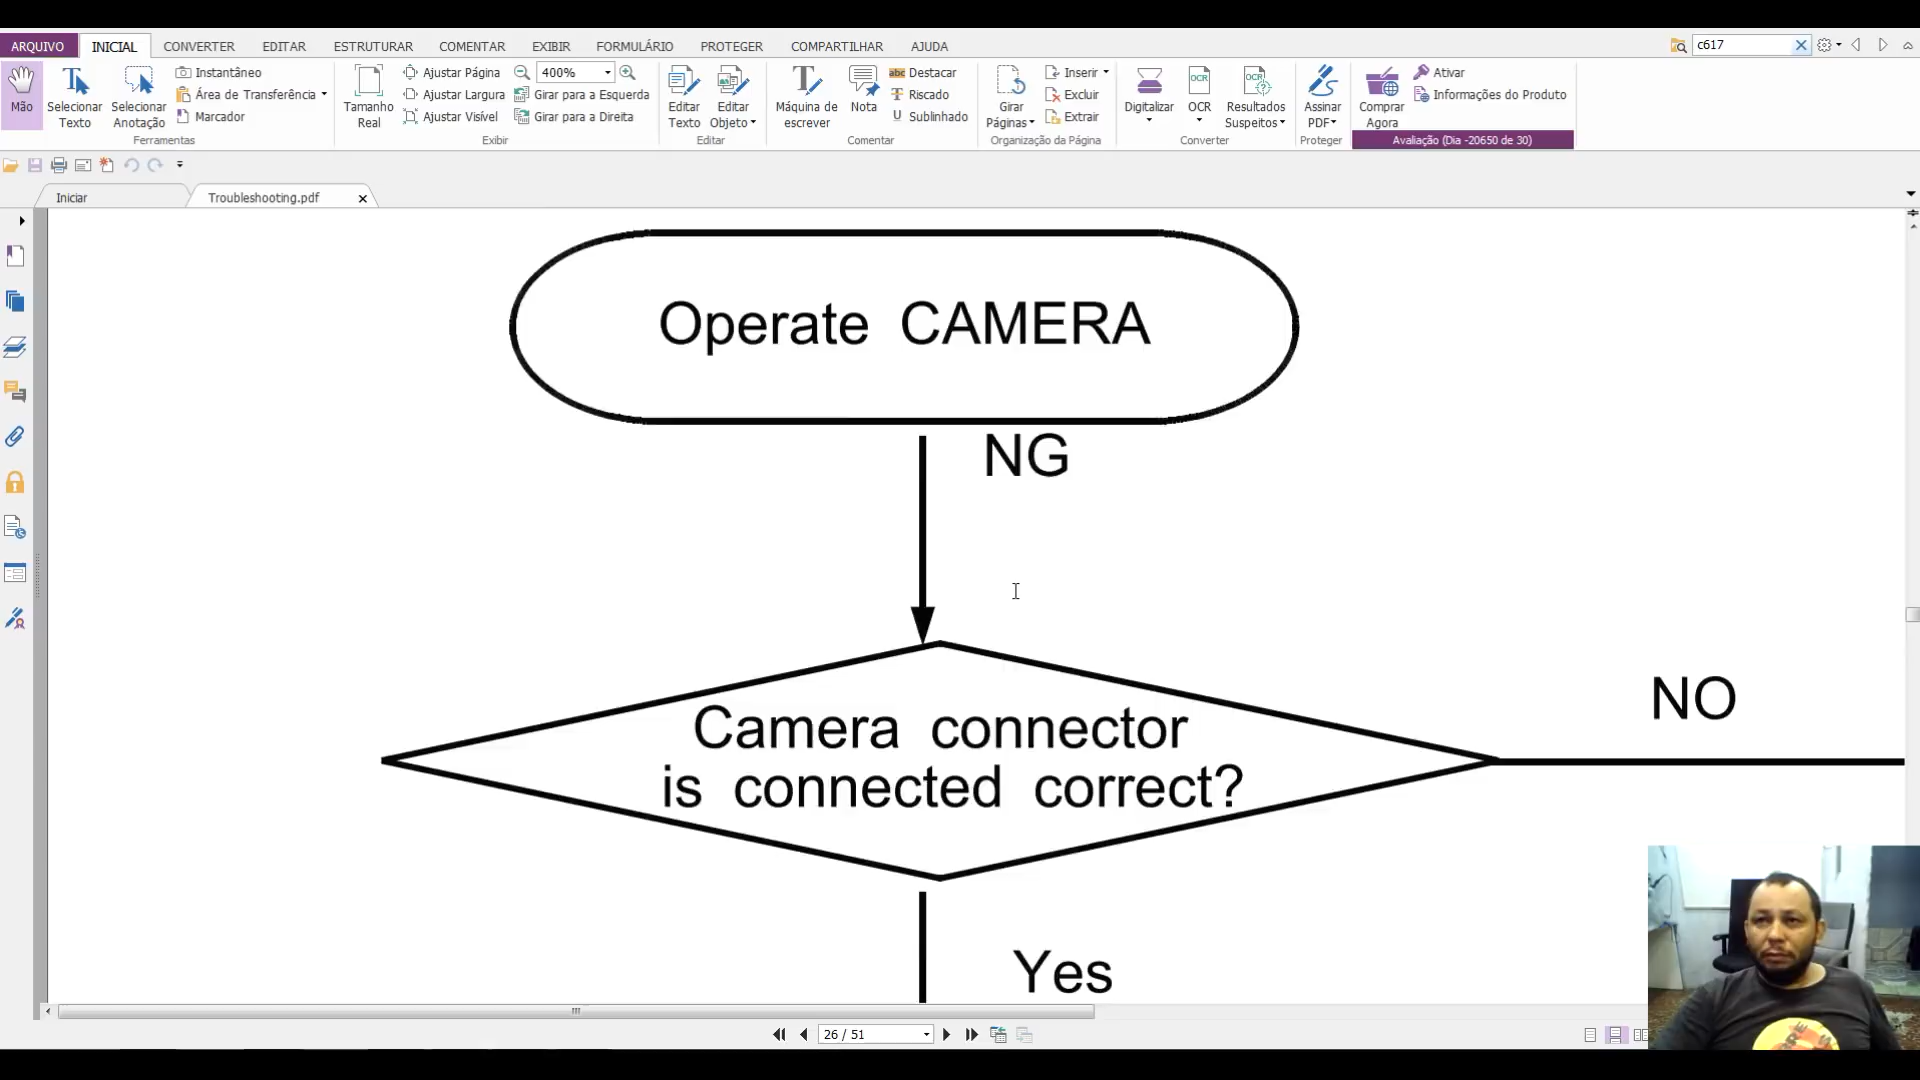 ARQUIVO INICIAL CONVERTER EDITAR ESTRUTURAR COMENTAR EXIBIR FORMULÁRIO PROTEGER COMPARTILHAR AJUDA c617
Mão
Selecionar Texto
Selecionar Anotação
Instantâneo
Área de Transferência
Marcador
Ferramentas
Tamanho Real
Ajustar Página
Ajustar Largura
Ajustar Visível
400%
Girar para a Esquerda
Girar para a Direita
Exibir
Editar Texto
Editar Objeto
Editar
Máquina de escrever
Nota
abc Destacar
T Riscado
U Sublinhado
Comentar
Girar Páginas
Inserir
Excluir
Extrair
Organização da Página
Digitalizar
OCR
OCR
OCR
Resultados Suspeitos
Converter
Assinar PDF
Proteger
Comprar Agora
Ativar
Informações do Produto
Avaliação (Dia -20650 de 30)
Iniciar
Troubleshooting.pdf
Operate CAMERA
NG
Camera connector
is connected correct?
NO
Yes
26 / 51